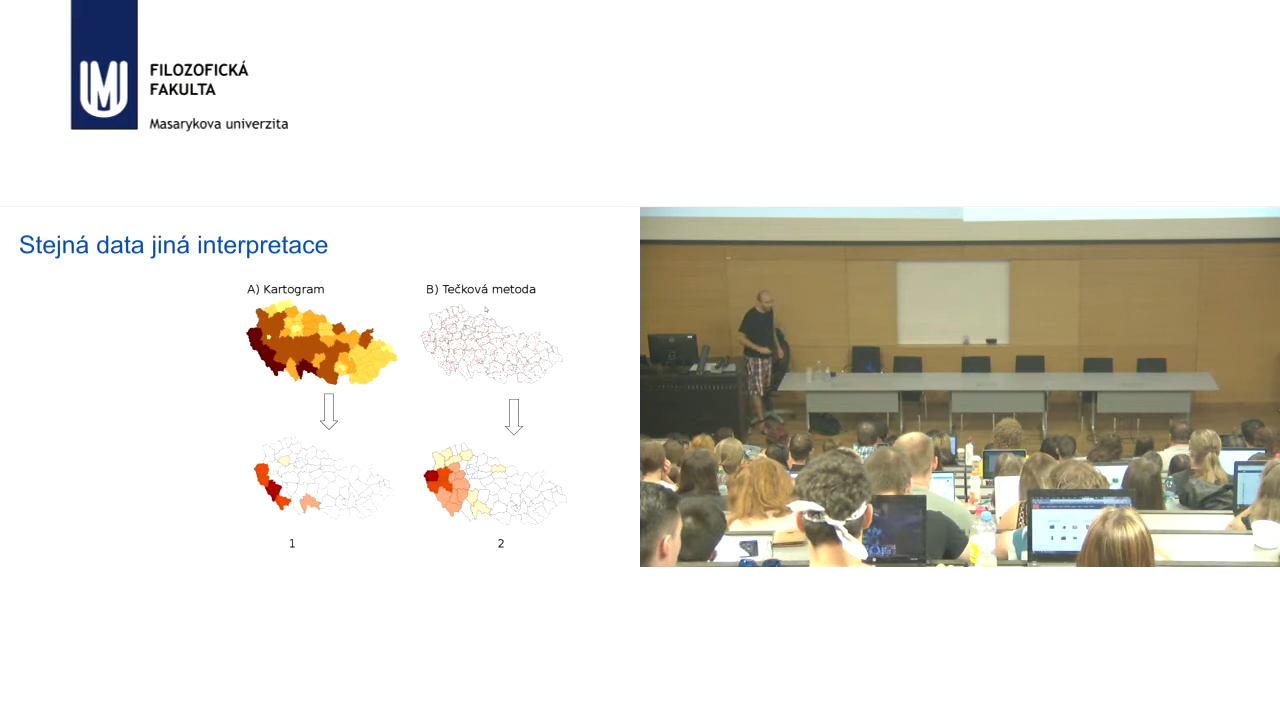 FILOZOFICKÁ
FAKULTA
Masarykova univerzita
Stejná data jiná interpretace
A) Kartogram
B) Tečková metoda
1
2